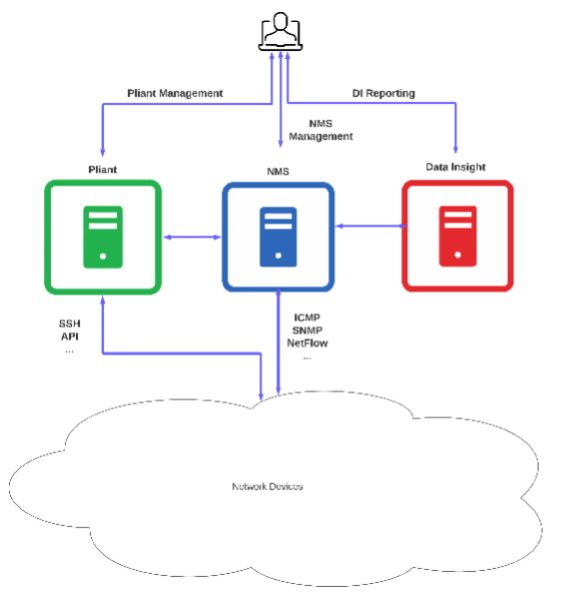 Pliant Management
DI Reporting
NMS
Management
Pliant
NMS
Data Insight
SSH
API
...
ICMP
SNMP
NetFlow
...
Network Devices